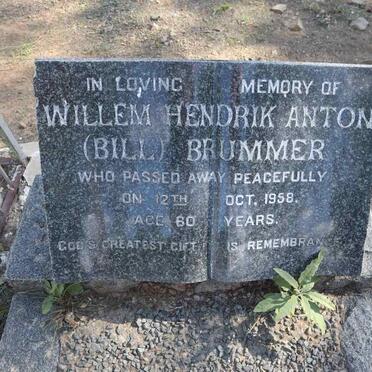 IN LOVING MEMORY OF
WILLEM HENDRIK ANTON
(BILL) BRUMMER
WHO PASSED AWAY PEACEFULLY
ON 12TH OCT, 1958.
AGE 60 YEARS.
GOD'S GREATEST GIFT IS REMEMBRANCE